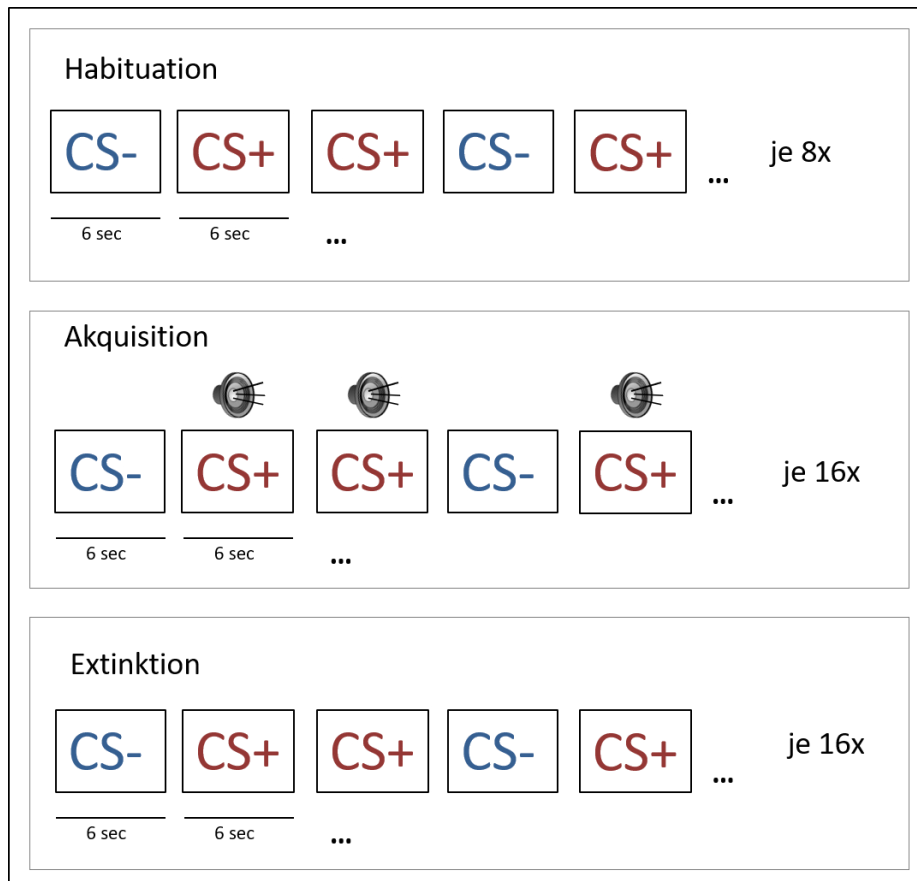 Habituation
CS- CS+ CS+ CS- CS+ ... je 8x
6 sec 6 sec ...
Akquisition
CS- CS+ CS+ CS- CS+ ... je 16x
6 sec 6 sec ...
Extinktion
CS- CS+ CS+ CS- CS+ ... je 16x
6 sec 6 sec ...